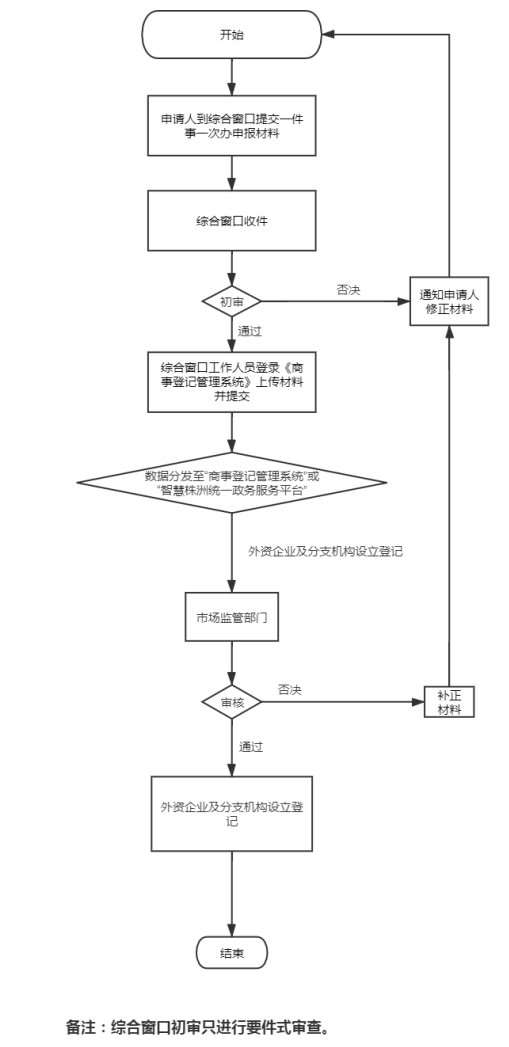 开始
申请人到综合窗口提交一件
事一次办申报材料
综合窗口收件
初审
否决
通知申请人
修正材料
通过
综合窗口工作人员登录《商
事登记管理系统》上传材料
并提交
数据分发至“商事登记管理系统”或
“智慧株洲统一政务服务平台”
外资企业及分支机构设立登记
市场监管部门
审核
否决
补正
材料
通过
外资企业及分支机构设立登
记
结束
备注：综合窗口初审只进行要件式审查。